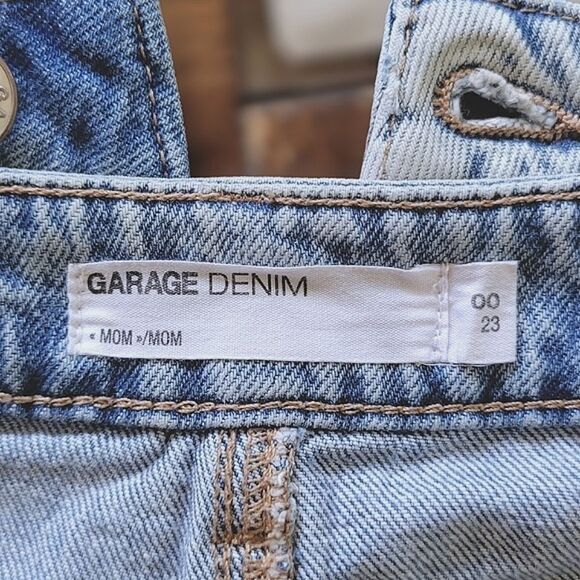 GARAGE DENIM
« MOM »/MOM
00
23